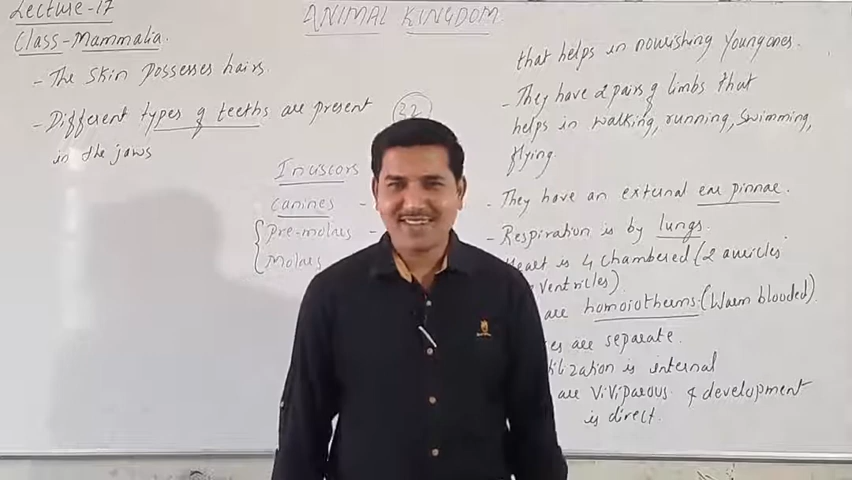 Lecture-17
ANIMAL KINGDOM
Class-Mammalia.
- The Skin Possesses hairs.
- Different types of teeths are present
in the jaws
32
Inuscors
Canines -
Pre-molars -
Molars
that helps in nourishing Young ones.
- They have 2 pairs of limbs that
helps in walking, running, Swimming,
flying.
- They have an external ear pinnae.
- Respiration is by lungs.
Heart is 4 chambered (2 auricles
ventricles).
are homoiotherms. (Warm blooded)
are separate.
is internal
are ViViparous. & development
is direct.